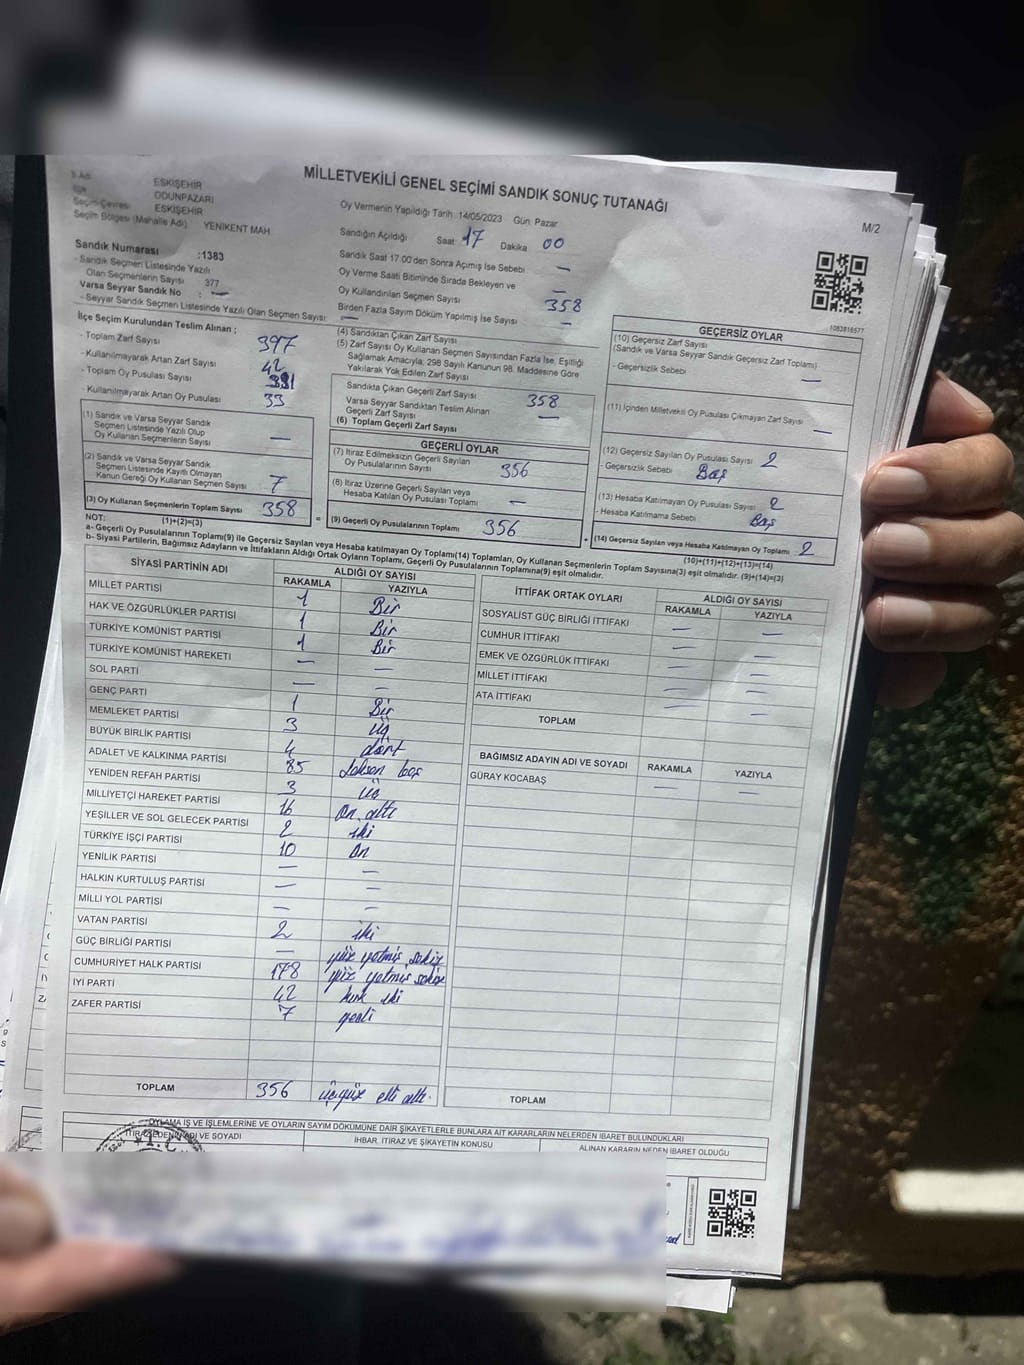 MİLLETVEKİLİ GENEL SEÇİMİ SANDIK SONUÇ TUTANAĞI
M/2
İl Adı ESKİŞEHİR
İlçe ODUNPAZARI
Seçim Çevresi ESKİŞEHİR
Seçim Bölgesi (Mahalle Adı) YENİKENT MAH
Sandık Numarası :1383
- Sandık Seçmen Listesinde Yazılı
Olan Seçmenlerin Sayısı 377
Varsa Seyyar Sandık No : —
- Seyyar Sandık Seçmen Listesinde Yazılı Olan Seçmen Sayısı: —
Oy Vermenin Yapıldığı Tarih :14/05/2023 Gün: Pazar
Sandığın Açıldığı Saat: 17 Dakika 00
Sandık Saat 17.00'den Sonra Açımış İse Sebebi —
Oy Verme Saati Bitiminde Sırada Bekleyen ve —
Oy Kullandırılan Seçmen Sayısı 358
Birden Fazla Sayım Döküm Yapılmış İse Sayısı —
1083816577
İlçe Seçim Kurulundan Teslim Alınan ;
- Toplam Zarf Sayısı 397
- Kullanılmayarak Artan Zarf Sayısı 42
- Toplam Oy Pusulası Sayısı
- Kullanılmayarak Artan Oy Pusulası 33
(1) Sandık ve Varsa Seyyar Sandık
Seçmen Listesinde Yazılı Olup
Oy Kullanan Seçmenlerin Sayısı —
(2) Sandık ve Varsa Seyyar Sandık
Seçmen Listesinde Kayıtlı Olmayan
Kanun Gereği Oy Kullanan Seçmen Sayısı 7
(3) Oy Kullanan Seçmenlerin Toplam Sayısı 358
(1)+(2)=(3)
(4) Sandıktan Çıkan Zarf Sayısı
(5) Zarf Sayısı Oy Kullanan Seçmen Sayısından Fazla İse, Eşitliği
Sağlamak Amacıyla; 298 Sayılı Kanunun 98. Maddesine Göre
Yakılarak Yok Edilen Zarf Sayısı
Sandıkta Çıkan Geçerli Zarf Sayısı 358
Varsa Seyyar Sandıktan Teslim Alınan
Geçerli Zarf Sayısı —
(6) Toplam Geçerli Zarf Sayısı
GEÇERLİ OYLAR
(7) İtiraz Edilmeksizin Geçerli Sayılan
Oy Pusulalarının Sayısı 356
(8) İtiraz Üzerine Geçerli Sayılan veya
Hesaba Katılan Oy Pusulası Toplamı —
= (9) Geçerli Oy Pusulalarının Toplamı 356
GEÇERSİZ OYLAR
(10) Geçersiz Zarf Sayısı
(Sandık ve Varsa Seyyar Sandık Geçersiz Zarf Toplamı)
- Geçersizlik Sebebi —
(11) İçinden Milletvekili Oy Pusulası Çıkmayan Zarf Sayısı —
(12) Geçersiz Sayılan Oy Pusulası Sayısı 2
- Geçersizlik Sebebi Boş
(13) Hesaba Katılmayan Oy Pusulası Sayısı 2
- Hesaba Katılmama Sebebi Boş
+ (14) Geçersiz Sayılan veya Hesaba Katılmayan Oy Toplamı : 2
(10)+(11)+(12)+(13)=(14)
NOT:
a- Geçerli Oy Pusulalarının Toplamı(9) ile Geçersiz Sayılan veya Hesaba katılmayan Oy Toplamı(14) Toplamları, Oy Kullanan Seçmenlerin Toplam Sayısına(3) eşit olmalıdır. (9)+(14)=(3)
b- Siyasi Partilerin, Bağımsız Adayların ve İttifakların Aldığı Ortak Oyların Toplamı, Geçerli Oy Pusulalarının Toplamına(9) eşit olmalıdır.
SİYASİ PARTİNİN ADI ALDIĞI OY SAYISI
RAKAMLA YAZIYLA
MİLLET PARTİSİ 1 Bir
HAK VE ÖZGÜRLÜKLER PARTİSİ 1 Bir
TÜRKİYE KOMÜNİST PARTİSİ 1 Bir
TÜRKİYE KOMÜNİST HAREKETİ — —
SOL PARTİ — —
GENÇ PARTİ 1 Bir
MEMLEKET PARTİSİ 3 üç
BÜYÜK BİRLİK PARTİSİ 4 dört
ADALET VE KALKINMA PARTİSİ 85 seksen beş
YENİDEN REFAH PARTİSİ 3 üç
MİLLİYETÇİ HAREKET PARTİSİ 16 on altı
YEŞİLLER VE SOL GELECEK PARTİSİ 2 iki
TÜRKİYE İŞÇİ PARTİSİ 10 on
YENİLİK PARTİSİ — —
HALKIN KURTULUŞ PARTİSİ — —
MİLLİ YOL PARTİSİ — —
VATAN PARTİSİ 2 iki
GÜÇ BİRLİĞİ PARTİSİ — yüz yetmiş sekiz
CUMHURİYET HALK PARTİSİ 178 yüz yetmiş sekiz
İYİ PARTİ 42 kırk iki
ZAFER PARTİSİ 7 yedi
TOPLAM 356 üçyüz elli altı.
İTTİFAK ORTAK OYLARI ALDIĞI OY SAYISI
RAKAMLA YAZIYLA
SOSYALİST GÜÇ BİRLİĞİ İTTİFAKI — —
CUMHUR İTTİFAKI — —
EMEK VE ÖZGÜRLÜK İTTİFAKI — —
MİLLET İTTİFAKI — —
ATA İTTİFAKI — —
TOPLAM
BAĞIMSIZ ADAYIN ADI VE SOYADI RAKAMLA YAZIYLA
GÜRAY KOCABAŞ — —
TOPLAM
OYLAMA İŞ VE İŞLEMLERİNE VE OYLARIN SAYIM DÖKÜMÜNE DAİR ŞİKAYETLERLE BUNLARA AİT KARARLARIN NELERDEN İBARET BULUNDUKLARI
İTİRAZ EDENİN ADI VE SOYADI İHBAR, İTİRAZ VE ŞİKAYETİN KONUSU ALINAN KARARIN NEDEN İBARET OLDUĞU